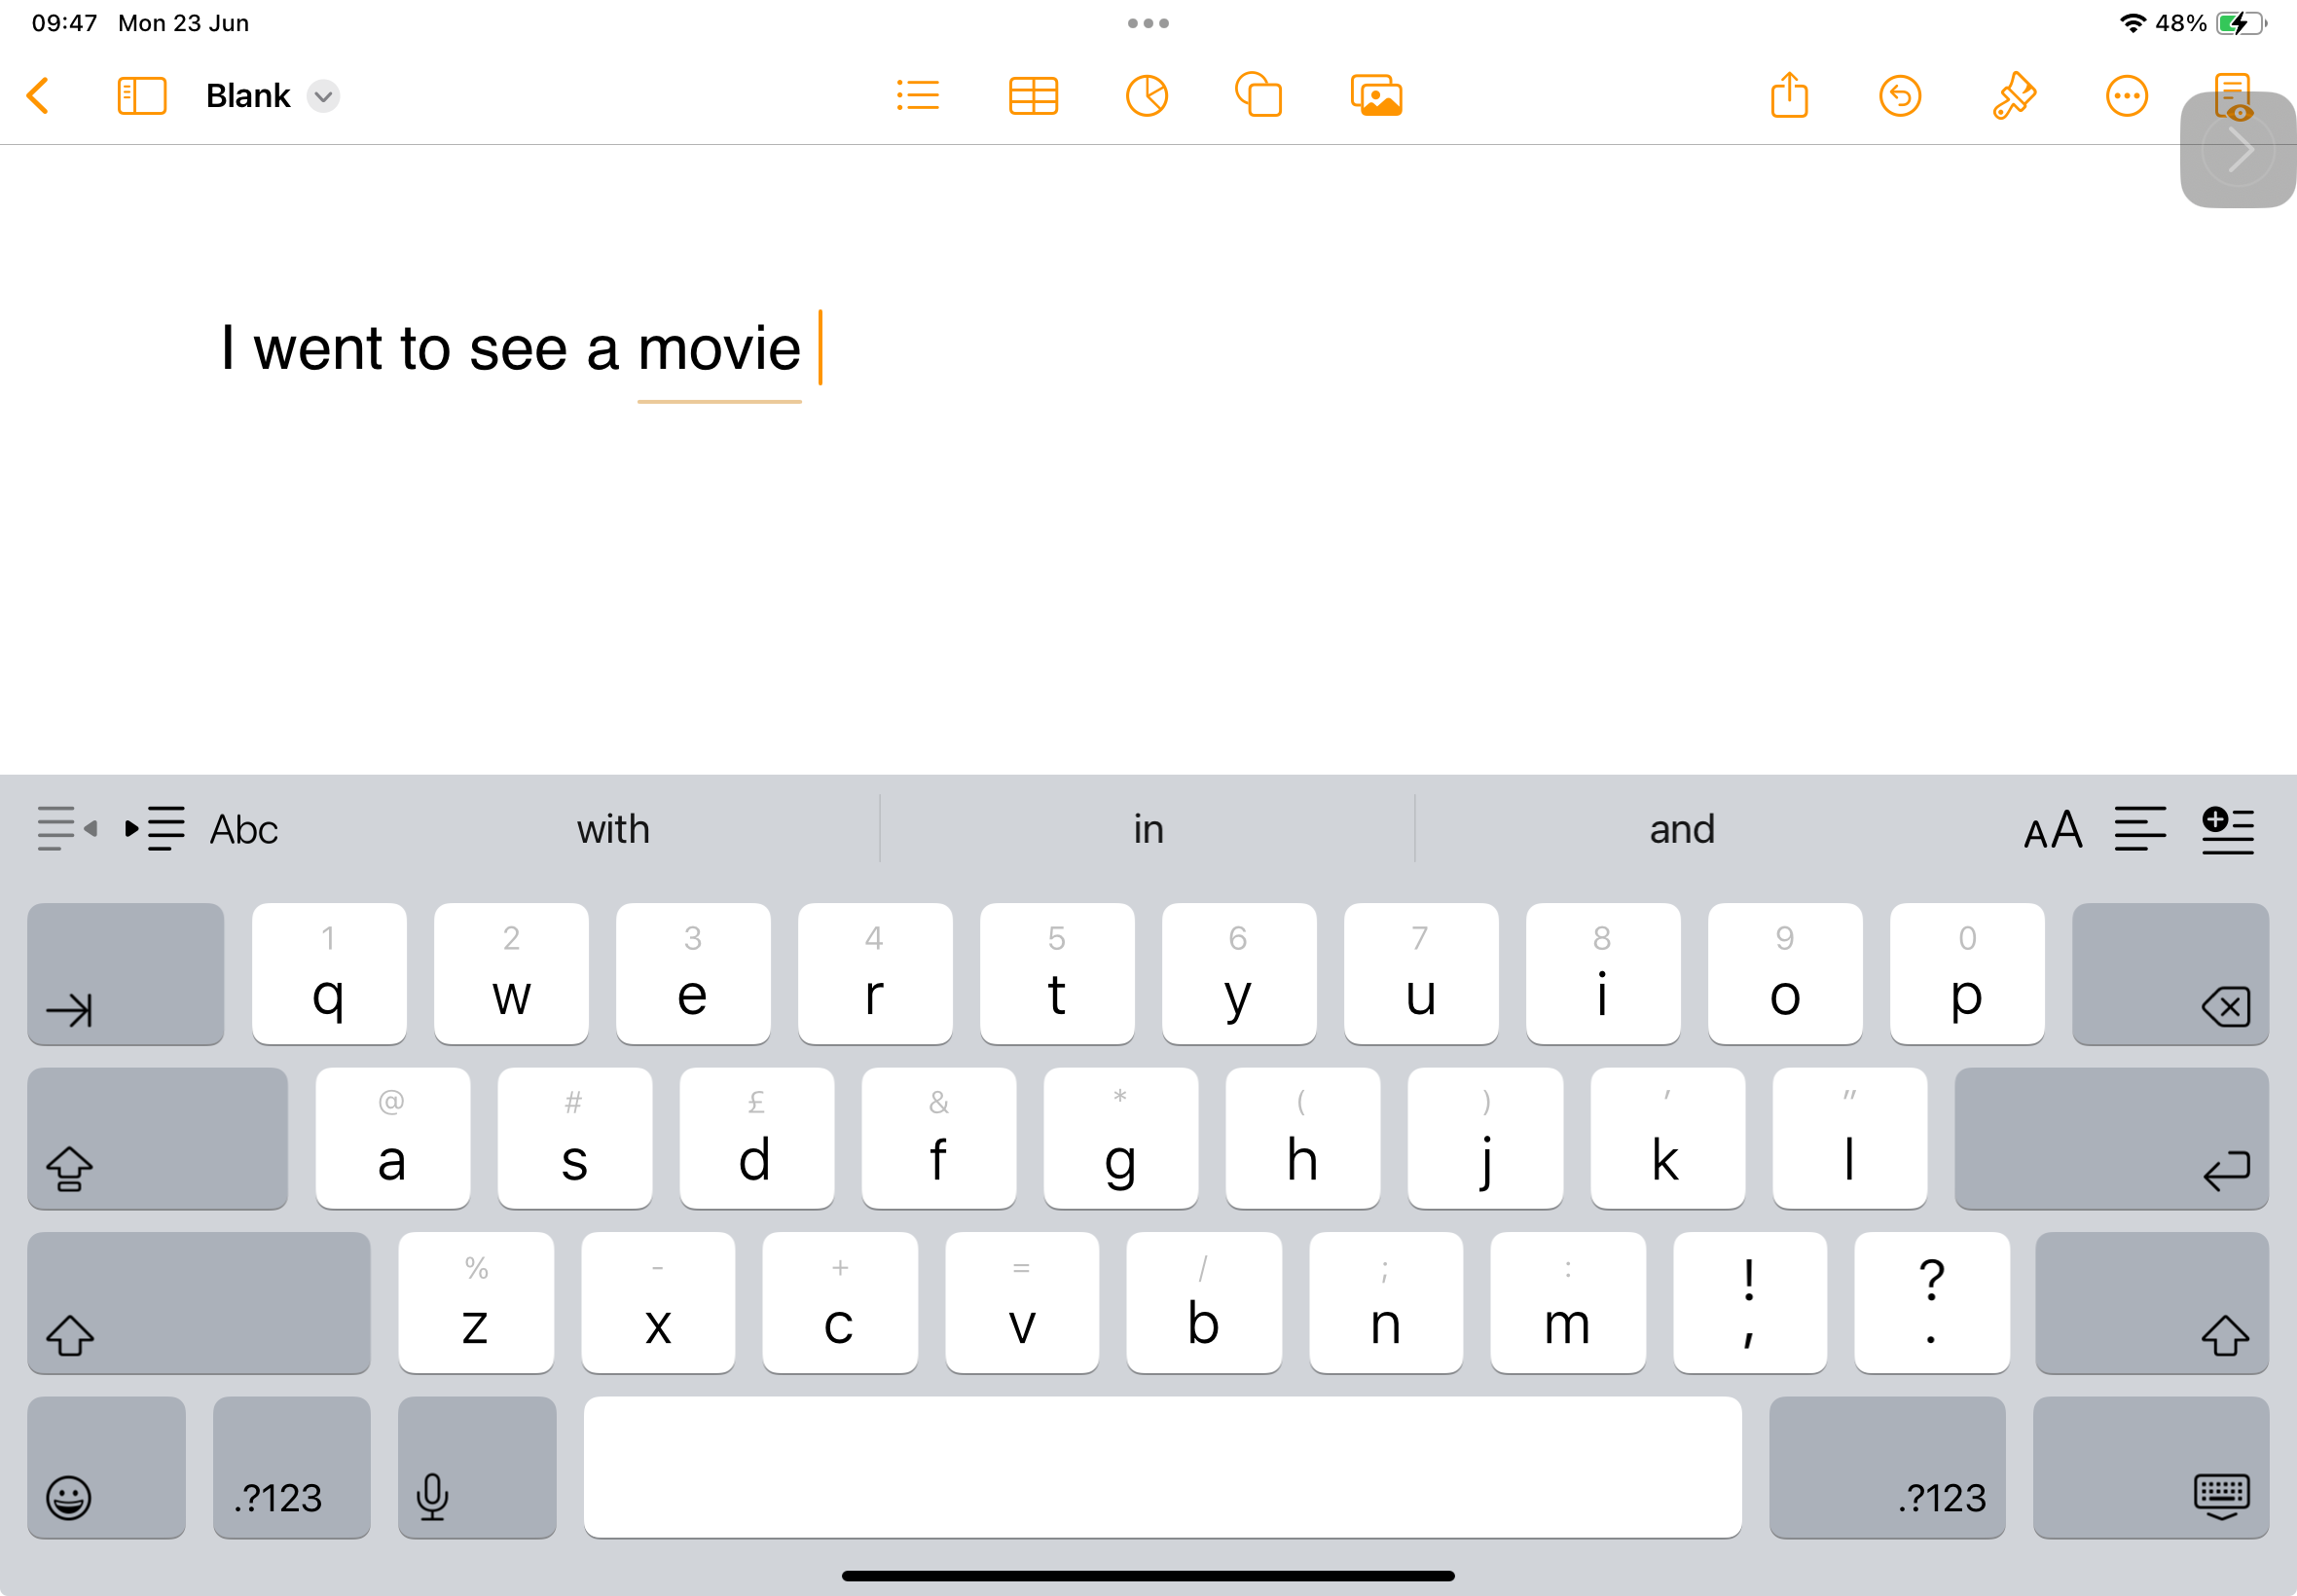 09:47 Mon 23 Jun 48%
Blank
I went to see a movie
Abc with in and AA
1 2 3 4 5 6 7 8 9 0
q w e r t y u i o p
@ # £ & * ( ) ' "
a s d f g h j k l
% - + = / ; : ! ?
z x c v b n m , .
.?123 .?123